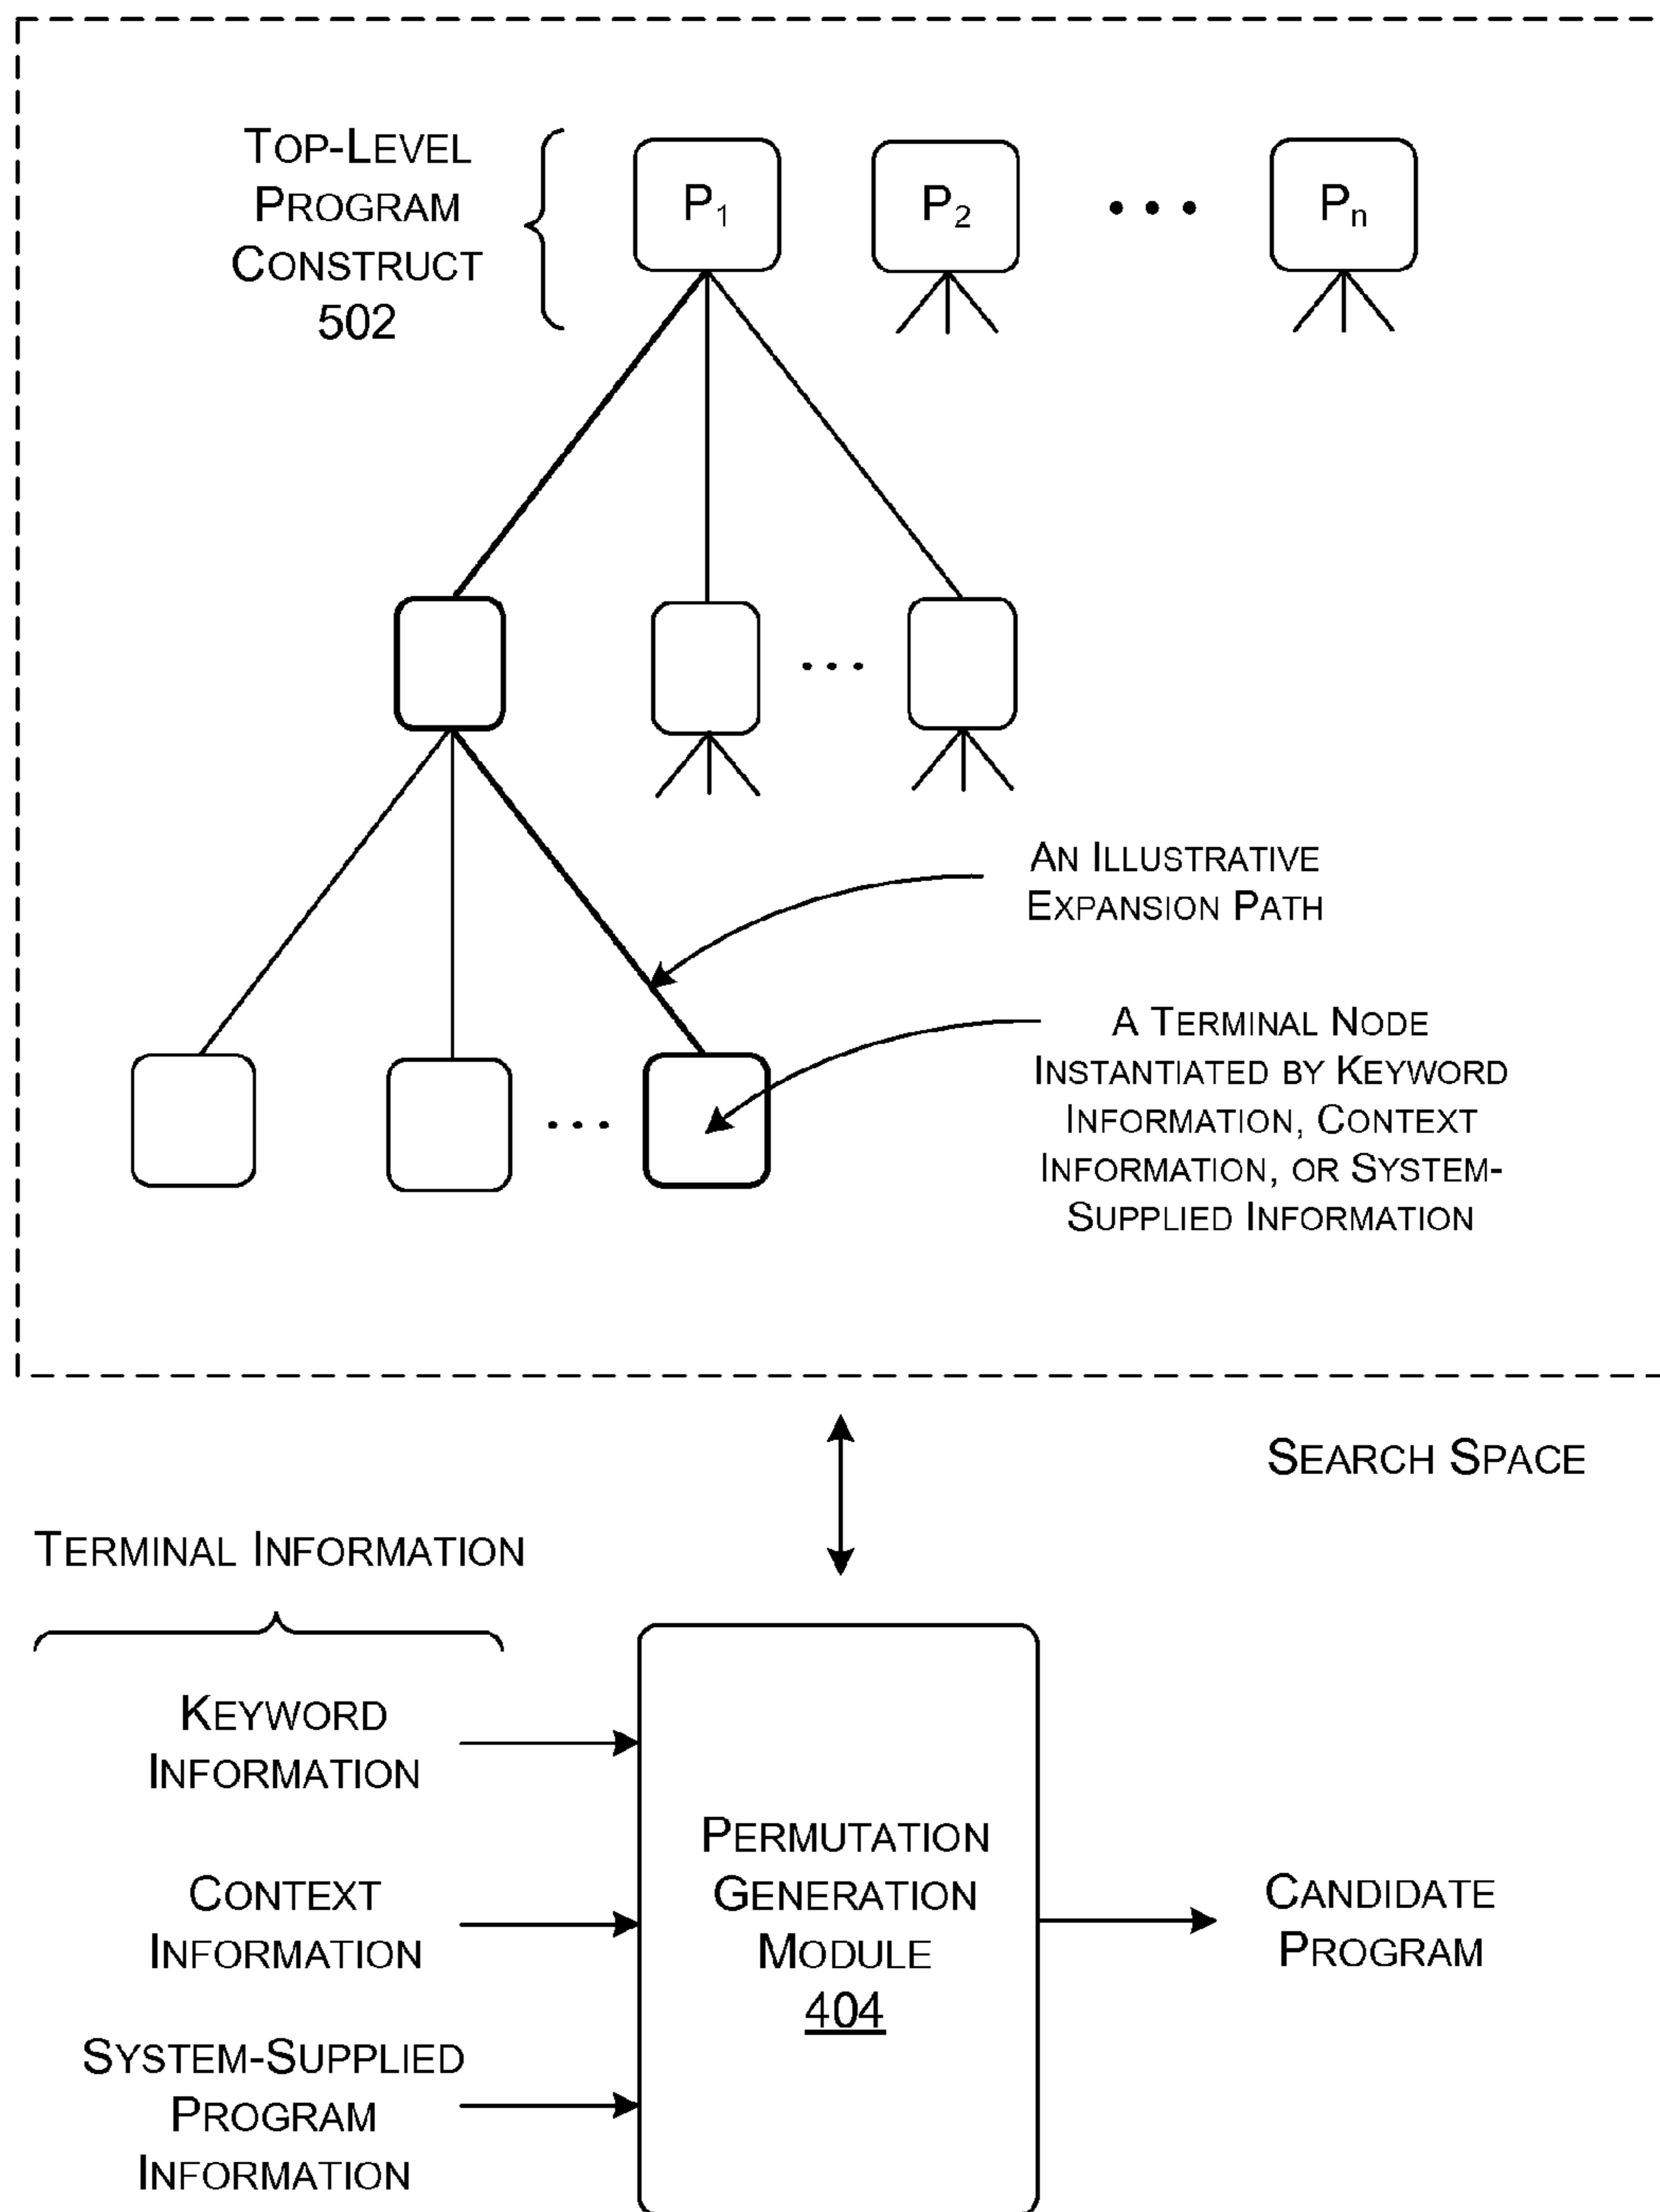 TOP-LEVEL
PROGRAM
CONSTRUCT
502
P1
P2
• • •
Pn
• • •
AN ILLUSTRATIVE
EXPANSION PATH
A TERMINAL NODE
INSTANTIATED BY KEYWORD
INFORMATION, CONTEXT
INFORMATION, OR SYSTEM-
SUPPLIED INFORMATION
• • •
SEARCH SPACE
TERMINAL INFORMATION
KEYWORD
INFORMATION
CONTEXT
INFORMATION
SYSTEM-SUPPLIED
PROGRAM
INFORMATION
PERMUTATION
GENERATION
MODULE
404
CANDIDATE
PROGRAM